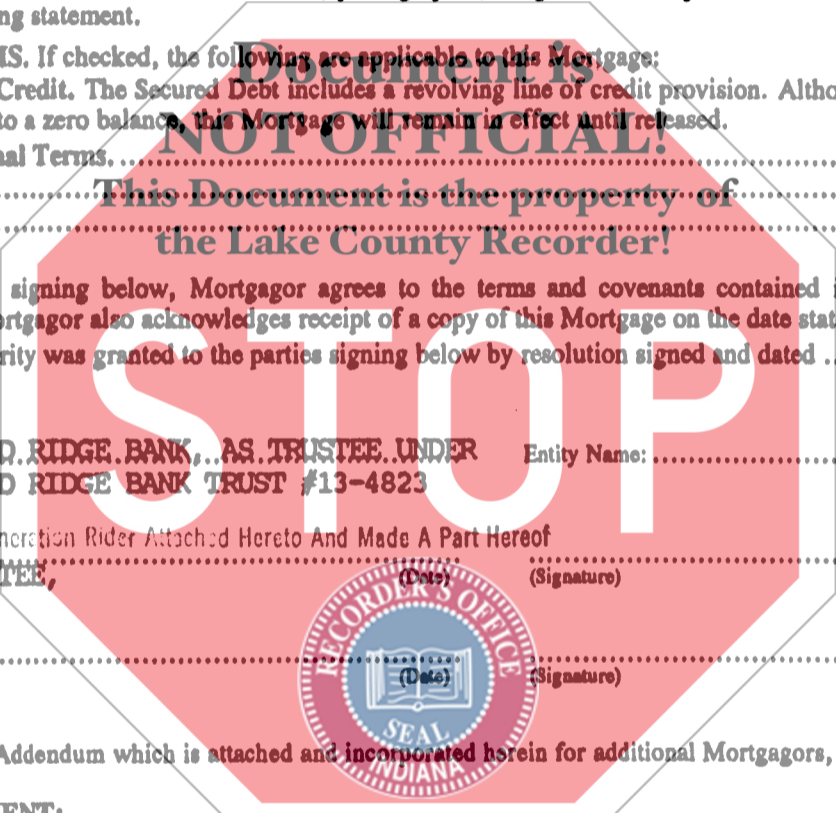 ng statement.
IS. If checked, the following are applicable to this Mortgage:
Document is
Credit. The Secured Debt includes a revolving line of credit provision. Altho
to a zero balance, this Mortgage will remain in effect until released.
NOT OFFICIAL!
nal Terms.
This Document is the property of
the Lake County Recorder!
signing below, Mortgagor agrees to the terms and covenants contained i
ortgagor also acknowledges receipt of a copy of this Mortgage on the date stat
rity was granted to the parties signing below by resolution signed and dated ..
STOP
D RIDGE BANK, AS TRUSTEE UNDER Entity Name:
D RIDGE BANK TRUST #13-4823
neration Rider Attached Hereto And Made A Part Hereof
TEE, (Date) (Signature)
RECORDER'S OFFICE
(Date) (Signature)
SEAL
INDIANA
Addendum which is attached and incorporated herein for additional Mortgagors,
ENT: